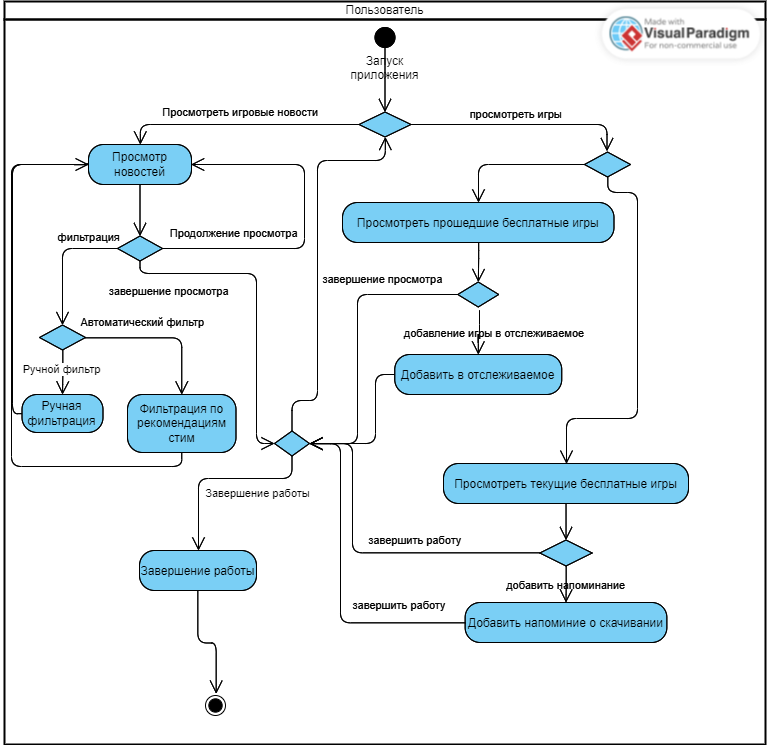 Пользователь
Made with
VisualParadigm
For non-commercial use
Запуск
приложения
Просмотреть игровые новости
просмотреть игры
Просмотр
новостей
Просмотреть прошедшие бесплатные игры
фильтрация
Продолжение просмотра
завершение просмотра
завершение просмотра
Автоматический фильтр
добавление игры в отслеживаемое
Ручной фильтр
Добавить в отслеживаемое
Ручная
фильтрация
Фильтрация по
рекомендациям
стим
Просмотреть текущие бесплатные игры
Завершение работы
завершить работу
Завершение работы
добавить напоминание
завершить работу
Добавить напоминие о скачивании